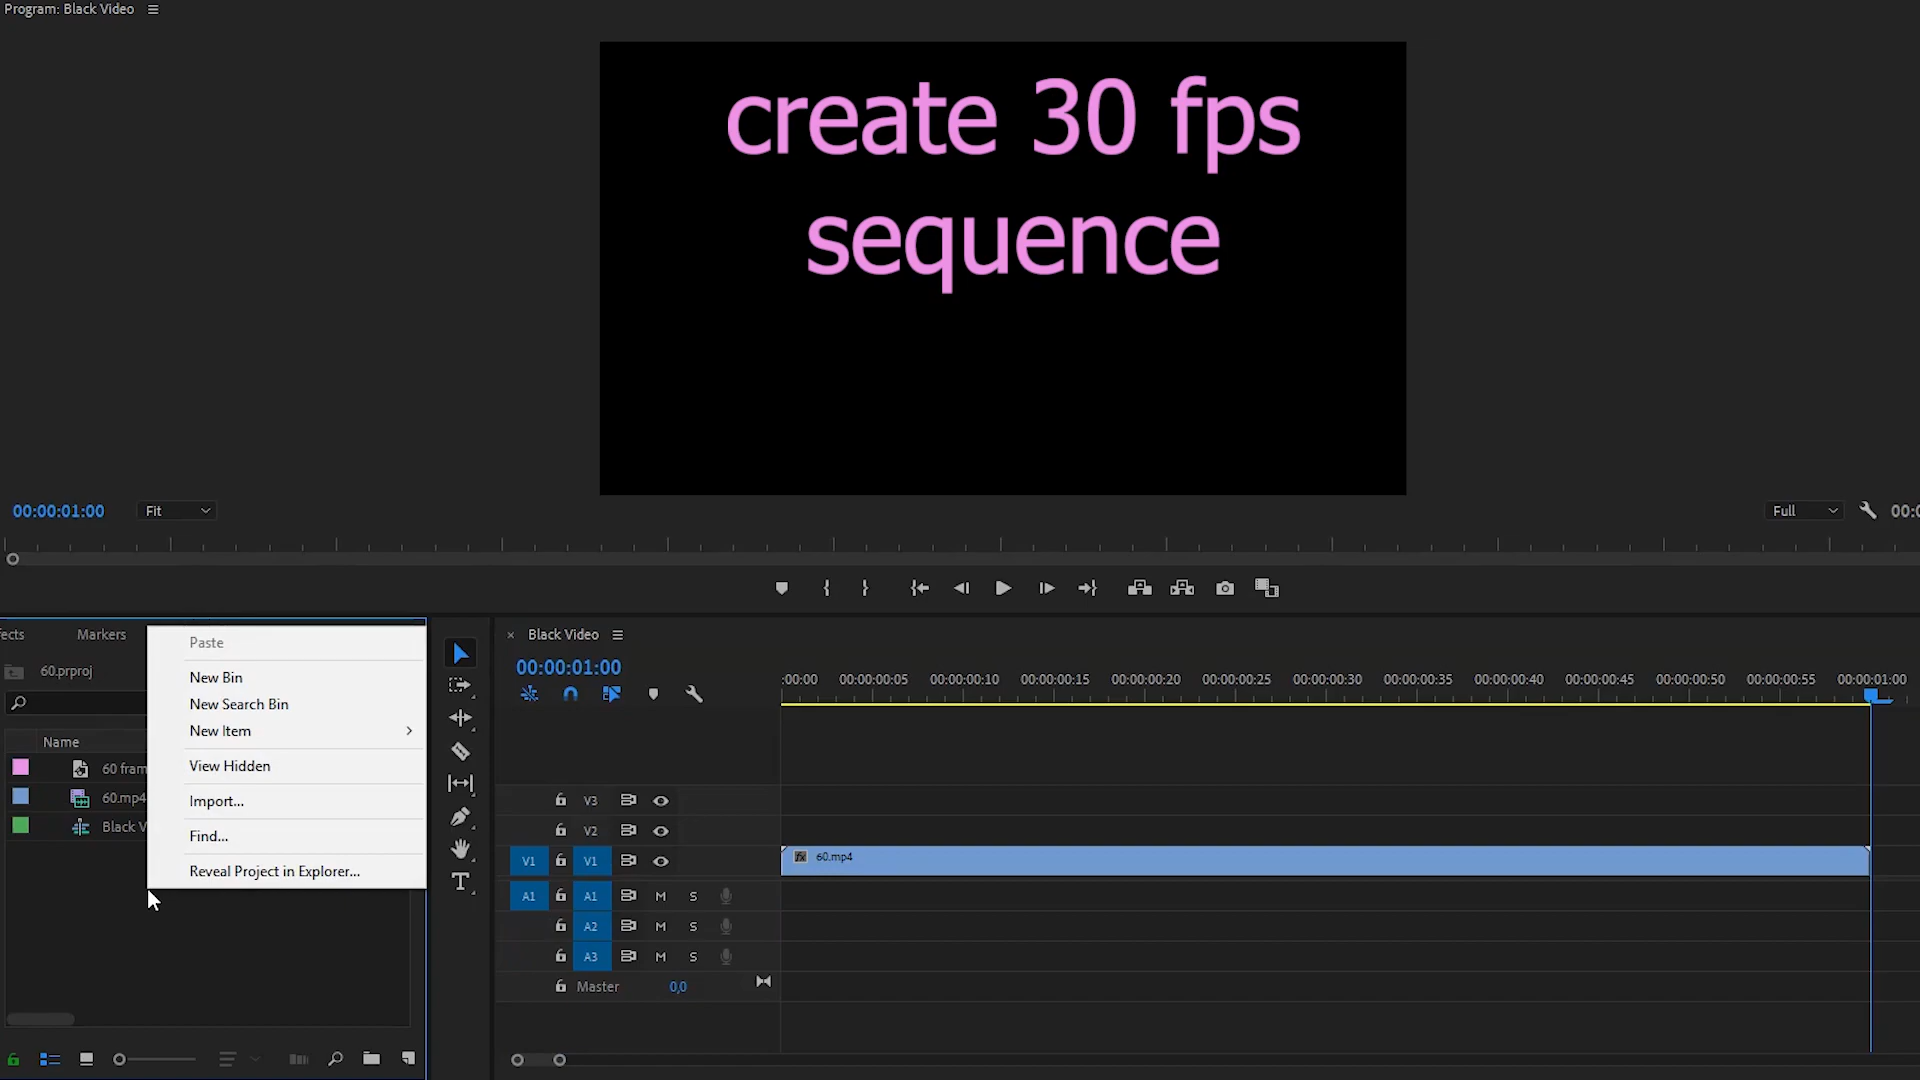 Program: Black Video
create 30 fps
sequence
00:00:01:00
Fit
Full
Markers
60.prproj
Name
60
60.mp4
Black
Paste
New Bin
New Search Bin
New Item
View Hidden
Import...
Find...
Reveal Project in Explorer...
Black Video
00:00:01:00
:00:00 00:00:00:05 00:00:00:10 00:00:00:15 00:00:00:20 00:00:00:25 00:00:00:30 00:00:00:35 00:00:00:40 00:00:00:45 00:00:00:50 00:00:00:55 00:00:01:00
V3
V2
V1 V1 fx 60.mp4
A1 A1 M S
A2 M S
A3 M S
Master 0,0